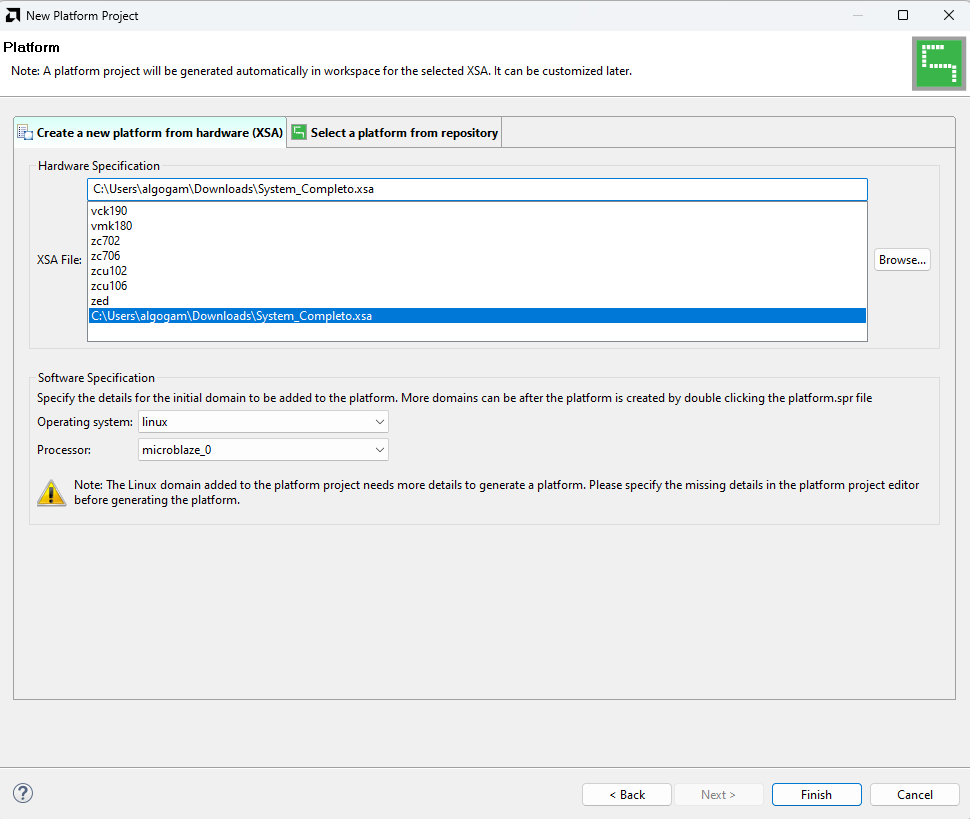 New Platform Project
Platform
Note: A platform project will be generated automatically in workspace for the selected XSA. It can be customized later.
Create a new platform from hardware (XSA)
Select a platform from repository
Hardware Specification
C:\Users\algogam\Downloads\System_Completo.xsa
vck190
vmk180
zc702
zc706
zcu102
zcu106
zed
C:\Users\algogam\Downloads\System_Completo.xsa
XSA File:
Browse...
Software Specification
Specify the details for the initial domain to be added to the platform. More domains can be after the platform is created by double clicking the platform.spr file
Operating system: linux
Processor: microblaze_0
Note: The Linux domain added to the platform project needs more details to generate a platform. Please specify the missing details in the platform project editor
before generating the platform.
?
< Back
Next >
Finish
Cancel